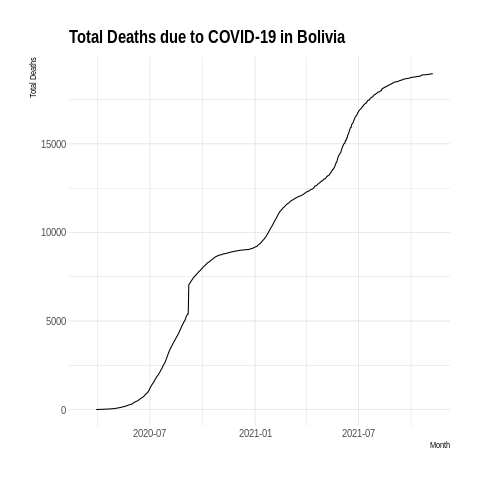 Total Deaths due to COVID-19 in Bolivia
Total Deaths
15000
10000
5000
0
2020-07
2021-01
2021-07
Month